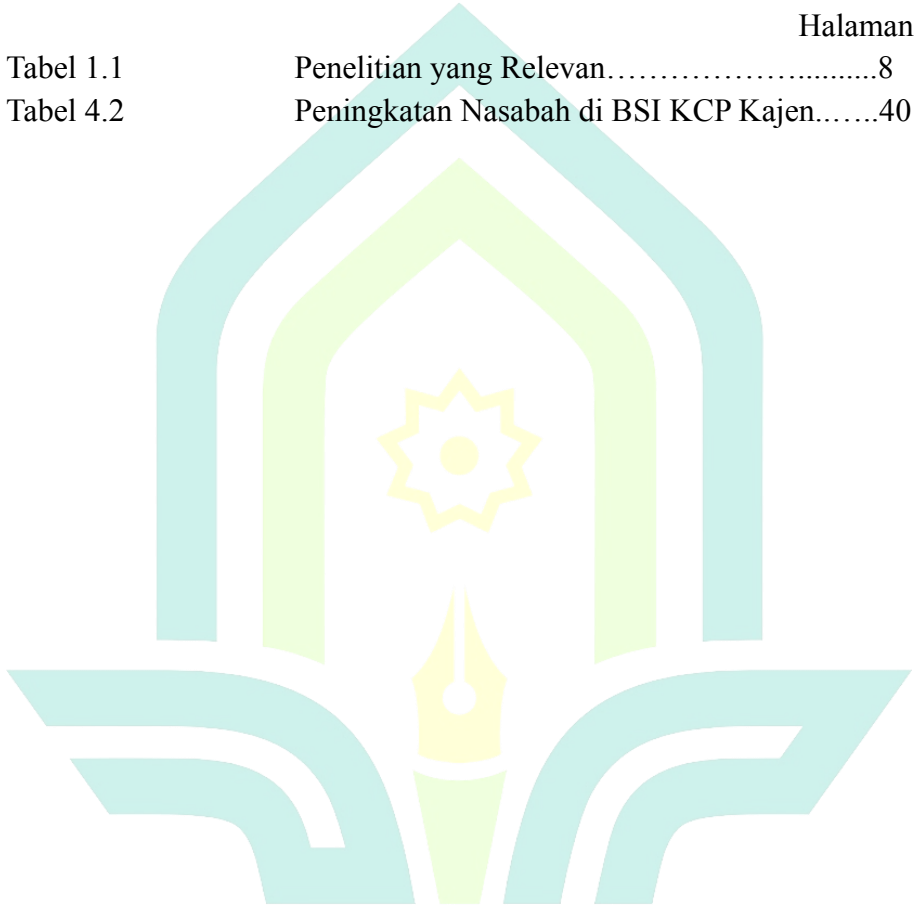 Halaman
Tabel 1.1 Penelitian yang Relevan………………..........8
Tabel 4.2 Peningkatan Nasabah di BSI KCP Kajen..…..40